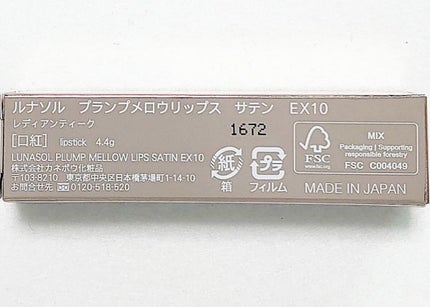 ルナソル プランプメロウリップス サテン EX10
レディアンティーク
1672
[口紅] lipstick 4.4g
LUNASOL PLUMP MELLOW LIPS SATIN EX10
株式会社カネボウ化粧品
〒103-8210 東京都中央区日本橋茅場町1-14-10
お問合せ先 0120-518-520
紙
箱
プラ
フィルム
FSC
www.fsc.org
MIX
Packaging | Supporting
responsible forestry
FSC C004049
MADE IN JAPAN